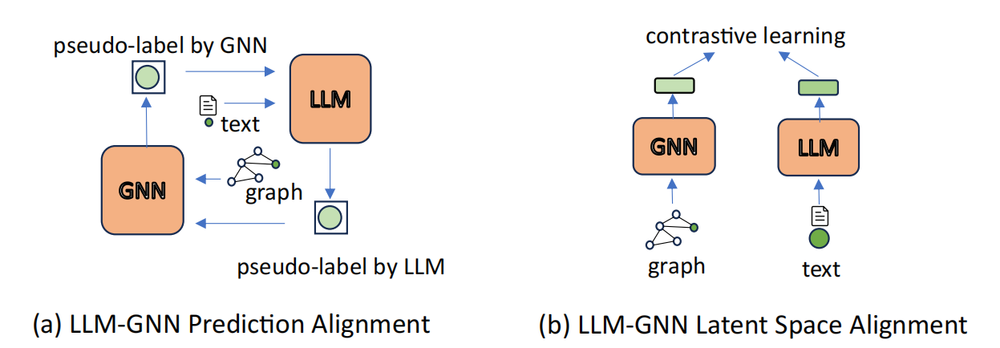 pseudo-label by GNN
LLM
text
GNN
graph
pseudo-label by LLM
(a) LLM-GNN Prediction Alignment
contrastive learning
GNN
LLM
graph
text
(b) LLM-GNN Latent Space Alignment